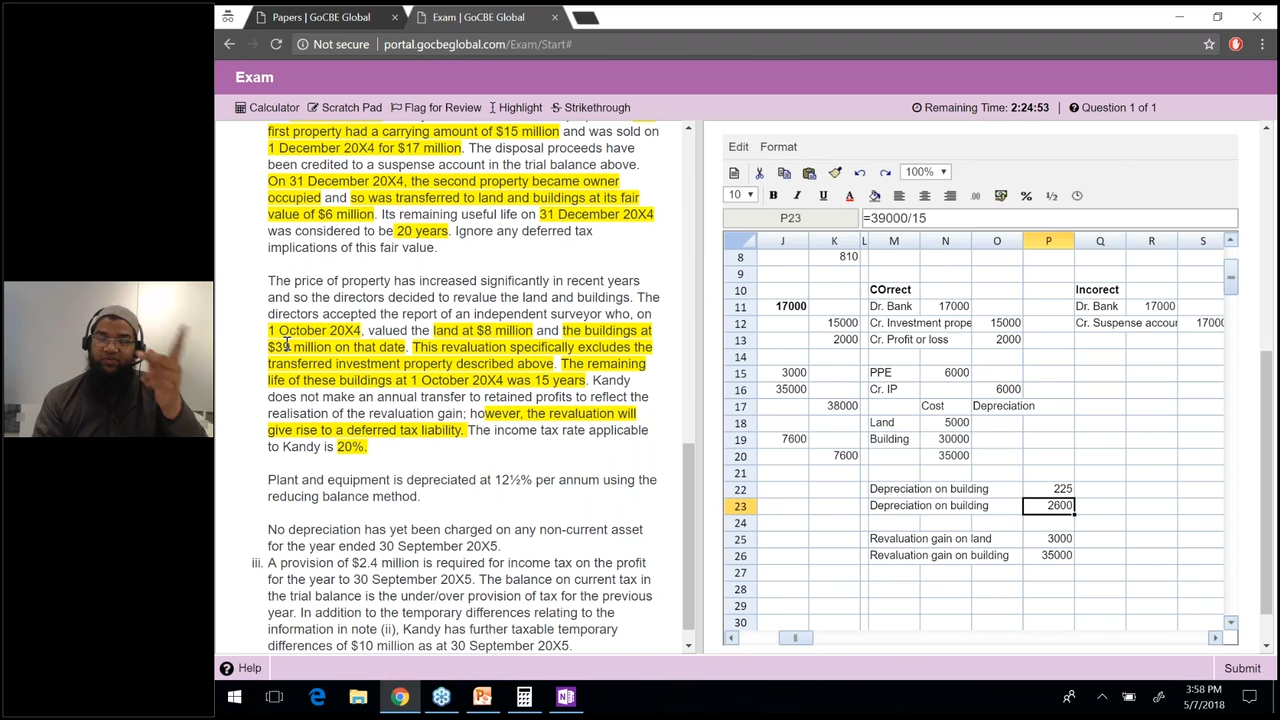 Papers | GoCBE Global
Exam | GoCBE Global
Not secure
portal.gocbeglobal.com/Exam/Start#
Exam
Calculator Scratch Pad Flag for Review Highlight Strikethrough Remaining Time: 2:24:53 Question 1 of 1
first property had a carrying amount of $15 million and was sold on
1 December 20X4 for $17 million. The disposal proceeds have
been credited to a suspense account in the trial balance above.
On 31 December 20X4, the second property became owner
occupied and so was transferred to land and buildings at its fair
value of $6 million. Its remaining useful life on 31 December 20X4
was considered to be 20 years. Ignore any deferred tax
implications of this fair value.
The price of property has increased significantly in recent years
and so the directors decided to revalue the land and buildings. The
directors accepted the report of an independent surveyor who, on
1 October 20X4, valued the land at $8 million and the buildings at
$39 million on that date. This revaluation specifically excludes the
transferred investment property described above. The remaining
life of these buildings at 1 October 20X4 was 15 years. Kandy
does not make an annual transfer to retained profits to reflect the
realisation of the revaluation gain; however, the revaluation will
give rise to a deferred tax liability. The income tax rate applicable
to Kandy is 20%.
Plant and equipment is depreciated at 12½% per annum using the
reducing balance method.
No depreciation has yet been charged on any non-current asset
for the year ended 30 September 20X5.
iii. A provision of $2.4 million is required for income tax on the profit
for the year to 30 September 20X5. The balance on current tax in
the trial balance is the under/over provision of tax for the previous
year. In addition to the temporary differences relating to the
information in note (ii), Kandy has further taxable temporary
differences of $10 million as at 30 September 20X5.
Edit Format
100%
10 B I U % 1/2
P23 =39000/15
J K L M N O P Q R S
8 810
9
10 COrrect Incorect
11 17000 Dr. Bank 17000 Dr. Bank 17000
12 15000 Cr. Investment prope 15000 Cr. Suspense accour 17000
13 2000 Cr. Profit or loss 2000
14
15 3000 PPE 6000
16 35000 Cr. IP 6000
17 38000 Cost Depreciation
18 Land 5000
19 7600 Building 30000
20 7600 35000
21
22 Depreciation on building 225
23 Depreciation on building 2600
24
25 Revaluation gain on land 3000
26 Revaluation gain on building 35000
27
28
29
30
Help Submit
3:58 PM
5/7/2018